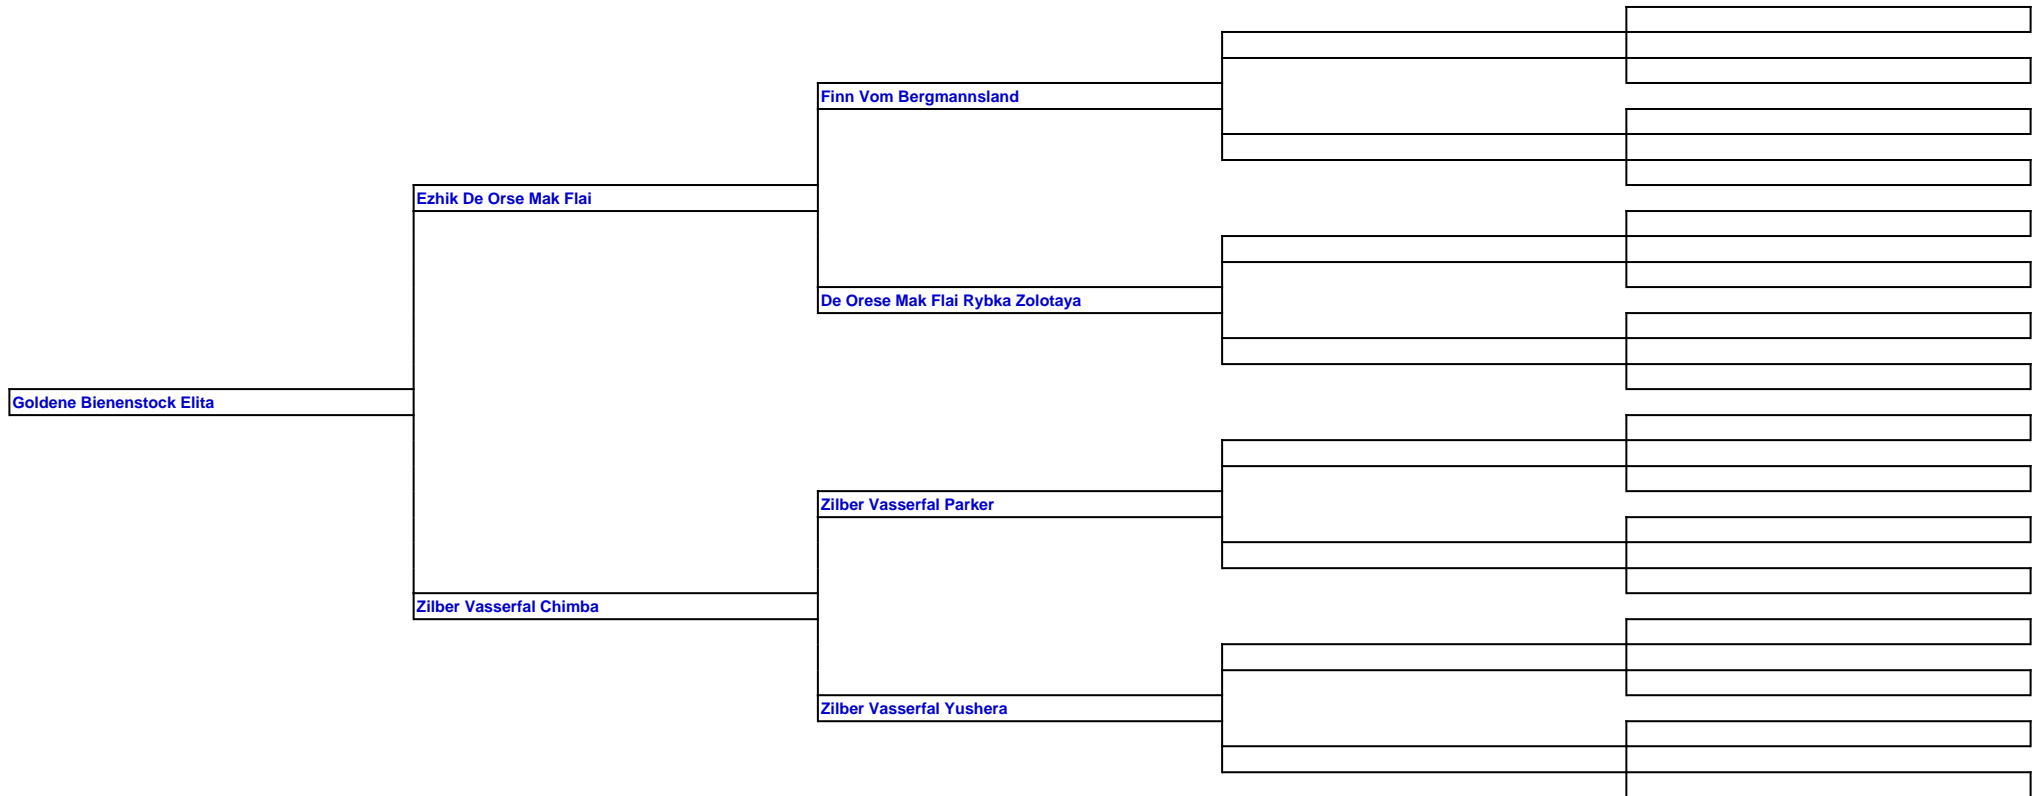 Finn Vom Bergmannsland
Ezhik De Orse Mak Flai
De Orese Mak Flai Rybka Zolotaya
Goldene Bienenstock Elita
Zilber Vasserfal Parker
Zilber Vasserfal Chimba
Zilber Vasserfal Yushera